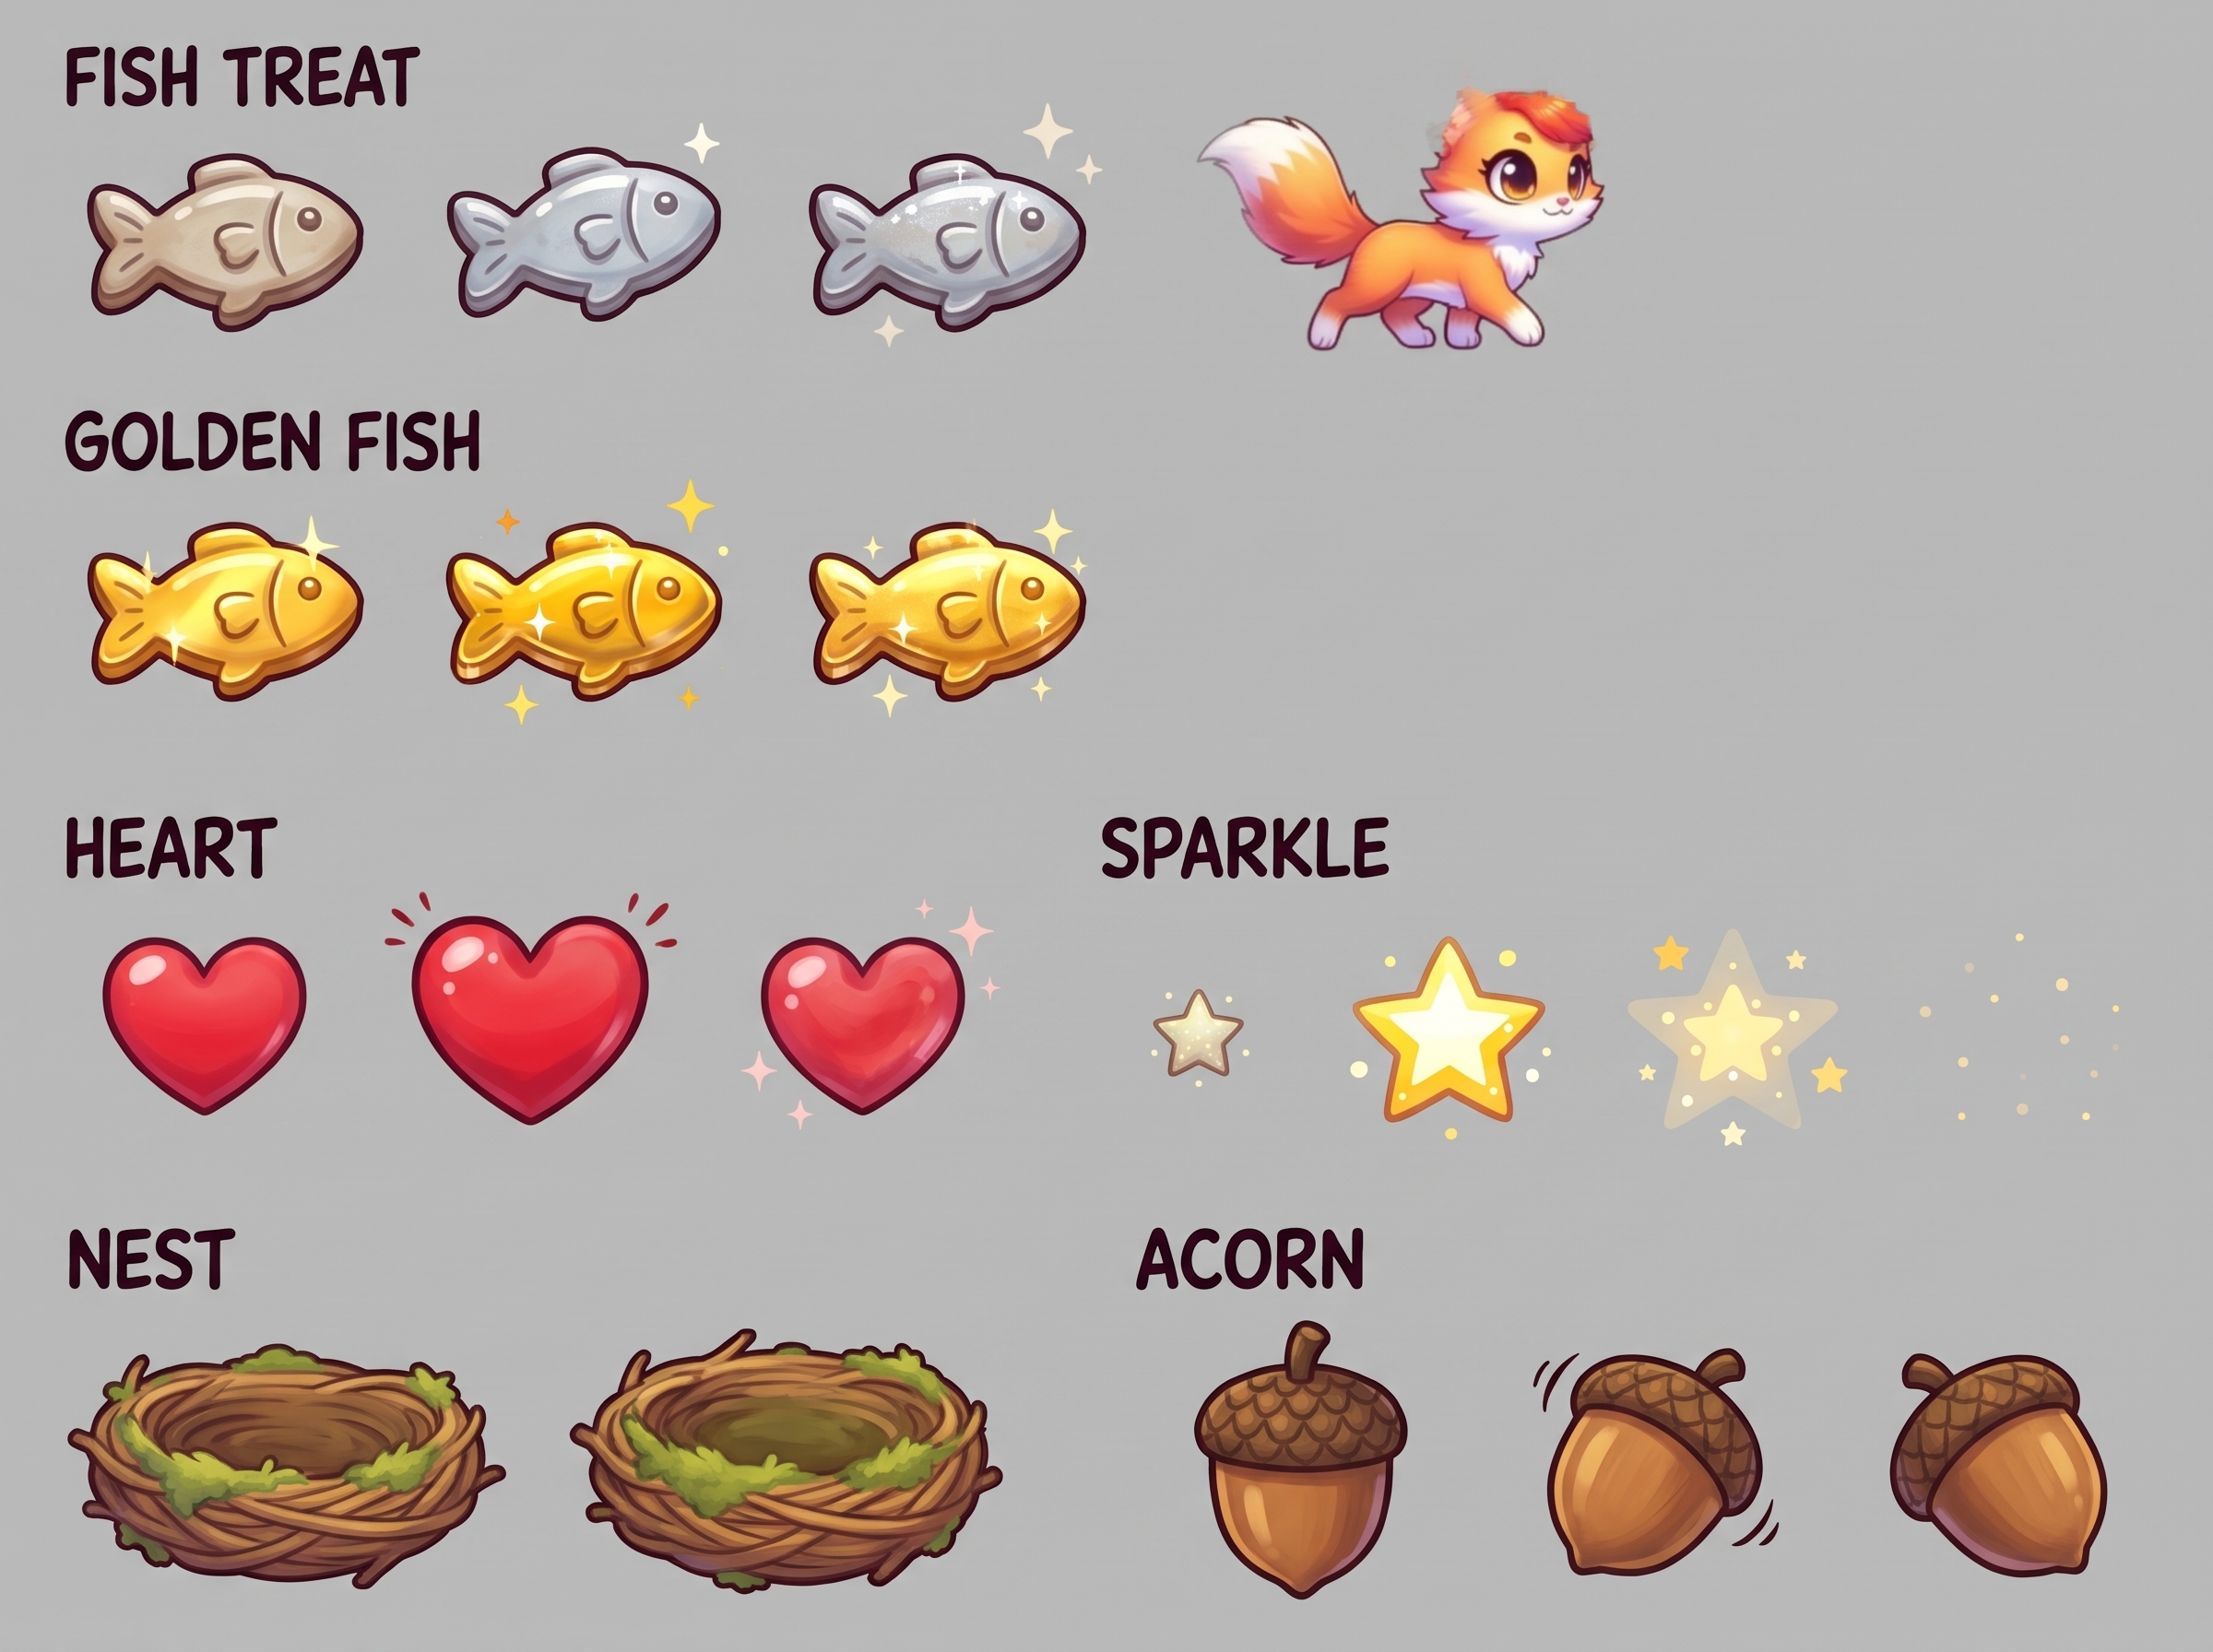 FISH TREAT
GOLDEN FISH
HEART
SPARKLE
NEST
ACORN